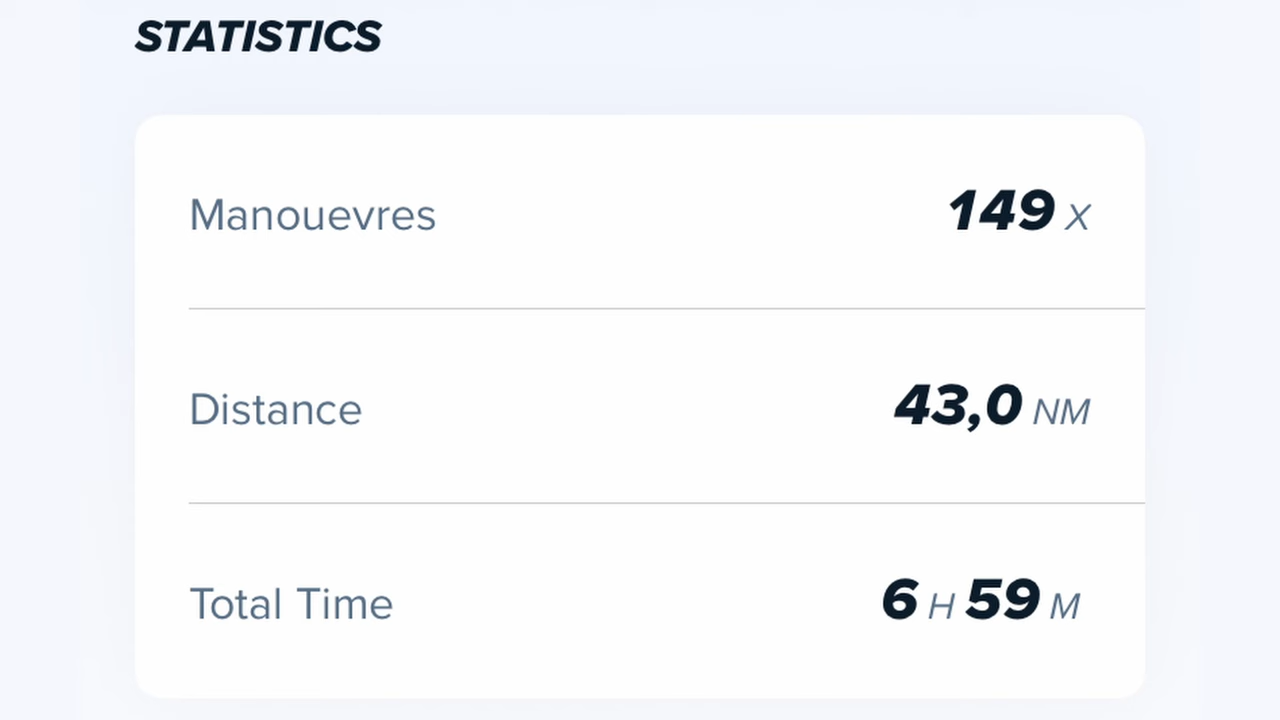 STATISTICS
Manouevres 149 X
Distance 43,0 NM
Total Time 6 H 59 M